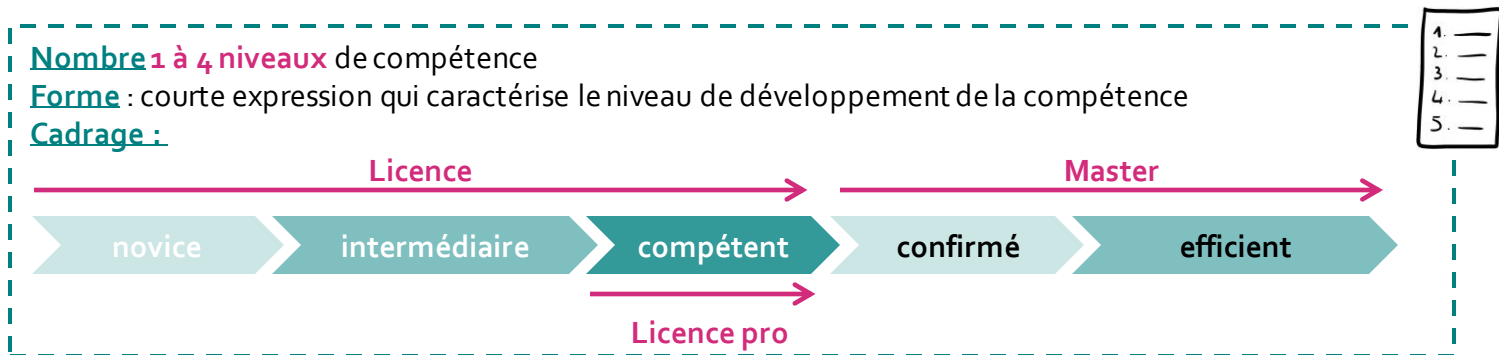 Nombre 1 à 4 niveaux de compétence
Forme : courte expression qui caractérise le niveau de développement de la compétence
Cadrage :
Licence Master
novice intermédiaire compétent confirmé efficient
Licence pro
1.
2.
3.
4.
5.